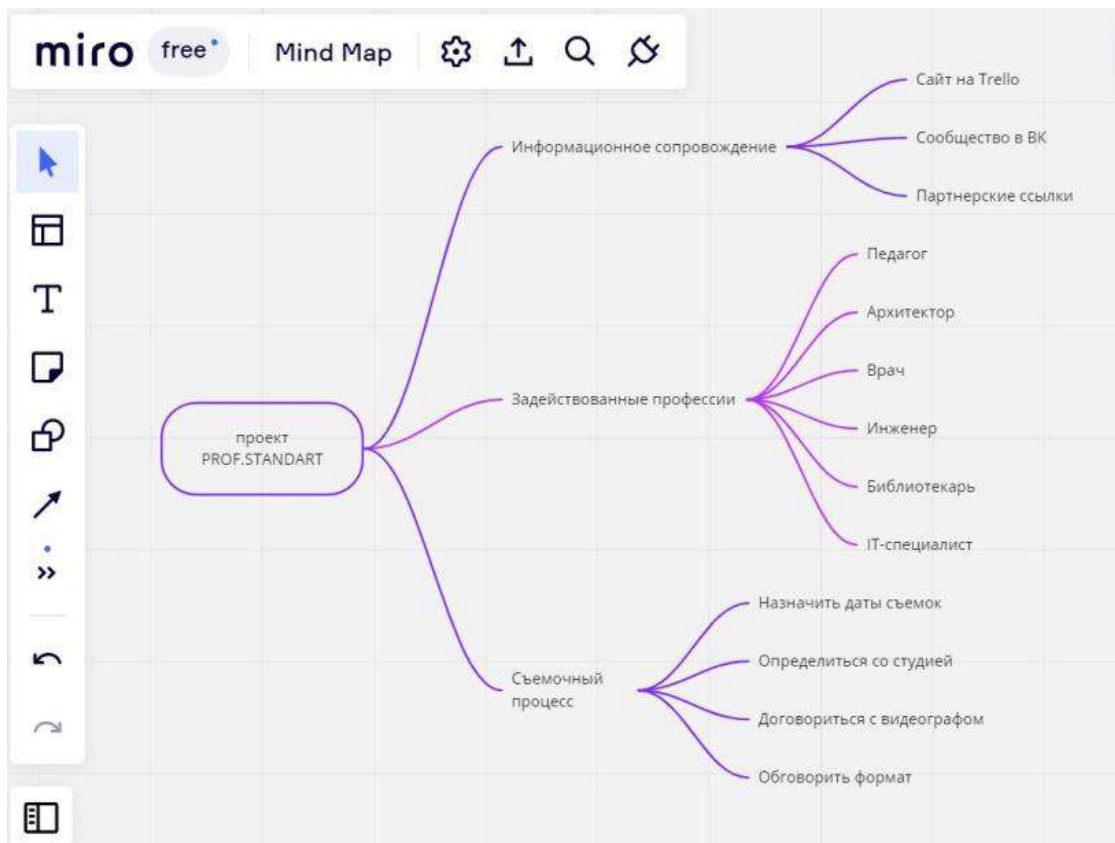 miro free Mind Map
Информационное сопровождение
Сайт на Trello
Сообщество в ВК
Партнерские ссылки
проект
PROF.STANDART
Задействованные профессии
Педагог
Архитектор
Врач
Инженер
Библиотекарь
IT-специалист
Съемочный
процесс
Назначить даты съемок
Определиться со студией
Договориться с видеографом
Обговорить формат